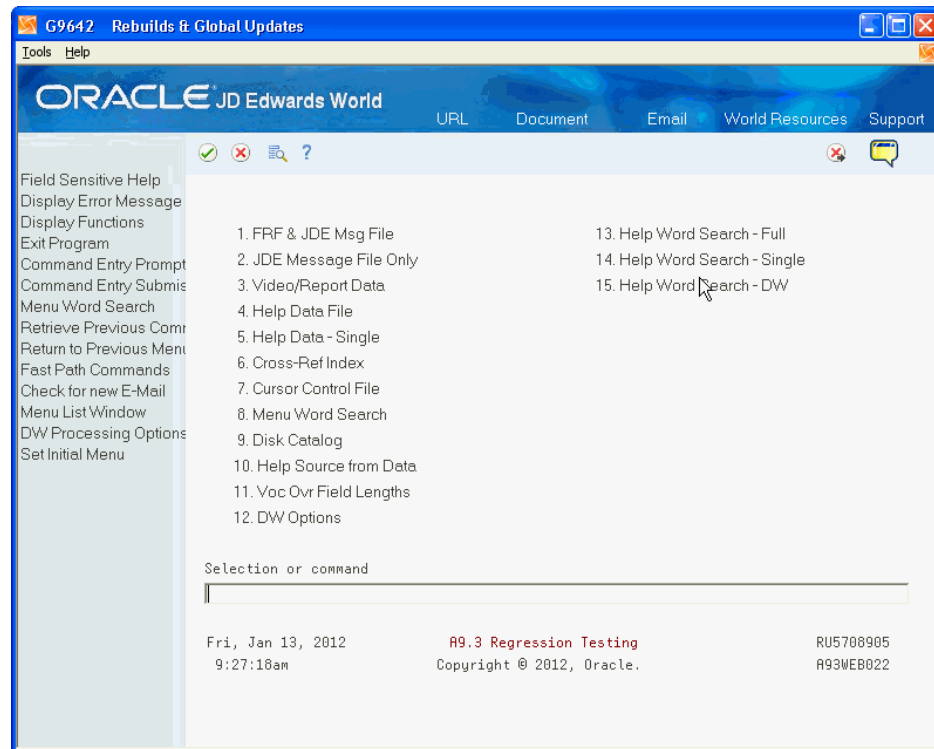 G9642 Rebuilds & Global Updates
Tools Help
ORACLE JD Edwards World
URL Document Email World Resources Support
Field Sensitive Help
Display Error Message
Display Functions
Exit Program
Command Entry Prompt
Command Entry Submis
Menu Word Search
Retrieve Previous Com
Return to Previous Menu
Fast Path Commands
Check for new E-Mail
Menu List Window
DW Processing Options
Set Initial Menu
1. FRF & JDE Msg File
2. JDE Message File Only
3. Video/Report Data
4. Help Data File
5. Help Data - Single
6. Cross-Ref Index
7. Cursor Control File
8. Menu Word Search
9. Disk Catalog
10. Help Source from Data
11. Voc Ovr Field Lengths
12. DW Options
13. Help Word Search - Full
14. Help Word Search - Single
15. Help Word Search - DW
Selection or command
Fri, Jan 13, 2012 A9.3 Regression Testing RU5708905
9:27:18am Copyright © 2012, Oracle. A93WEB022